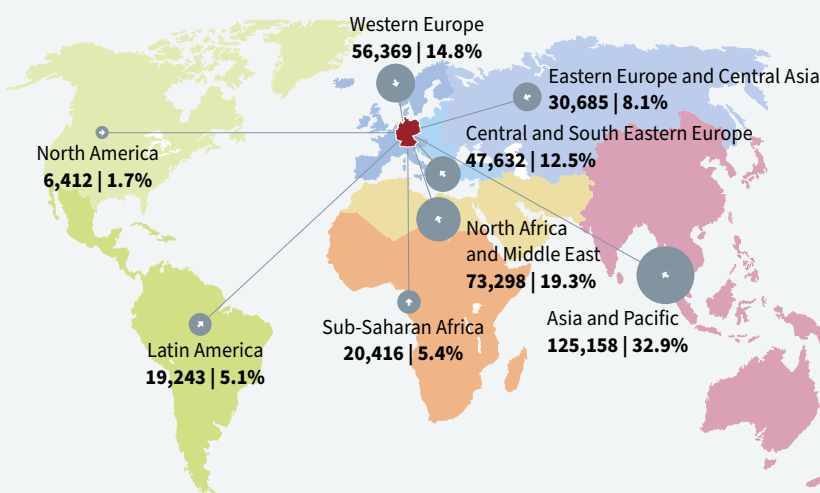 Western Europe
56,369 | 14.8%
Eastern Europe and Central Asia
30,685 | 8.1%
Central and South Eastern Europe
47,632 | 12.5%
North America
6,412 | 1.7%
North Africa
and Middle East
73,298 | 19.3%
Asia and Pacific
125,158 | 32.9%
Sub-Saharan Africa
20,416 | 5.4%
Latin America
19,243 | 5.1%